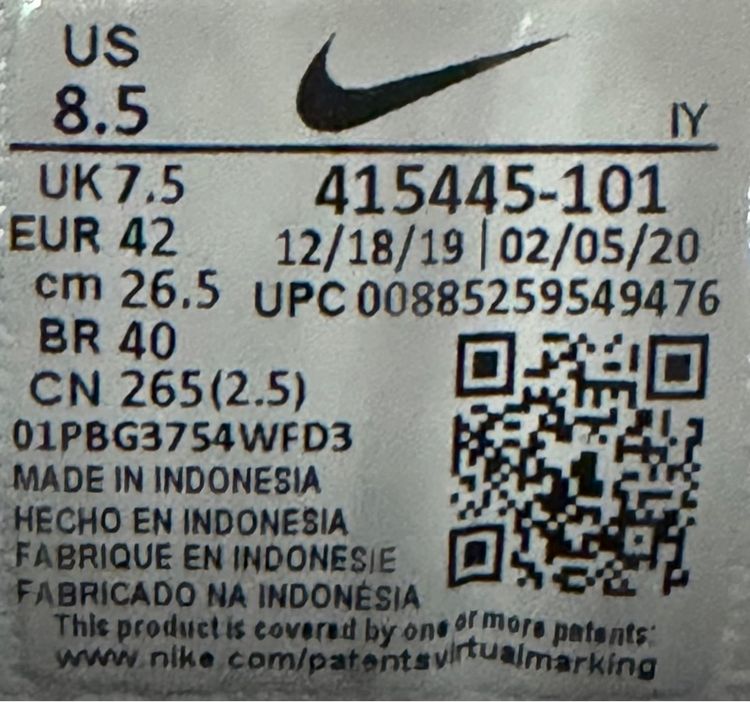 US
8.5
IY
UK 7.5
415445-101
EUR 42
12/18/19 | 02/05/20
cm 26.5
UPC 00885259549476
BR 40
CN 265(2.5)
01PBG3754WFD3
MADE IN INDONESIA
HECHO EN INDONESIA
FABRIQUE EN INDONESIE
FABRICADO NA INDONÉSIA
This product is covered by one or more patents:
www.nike com/patentsvirtualmarking